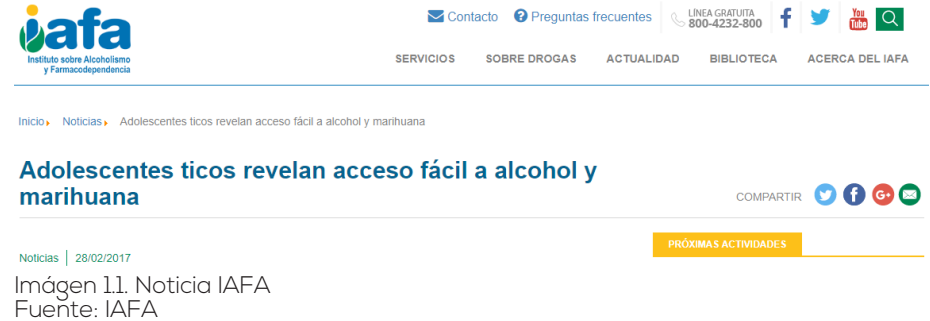 iafa
Instituto sobre Alcoholismo
y Farmacodependencia
Contacto
Preguntas frecuentes
LÍNEA GRATUITA
800-4232-800
You
Tube
SERVICIOS
SOBRE DROGAS
ACTUALIDAD
BIBLIOTECA
ACERCA DEL IAFA
Inicio Noticias Adolescentes ticos revelan acceso fácil a alcohol y marihuana
Adolescentes ticos revelan acceso fácil a alcohol y
marihuana
COMPARTIR
PRÓXIMAS ACTIVIDADES
Noticias | 28/02/2017
Imágen 1.1. Noticia IAFA
Fuente: IAFA